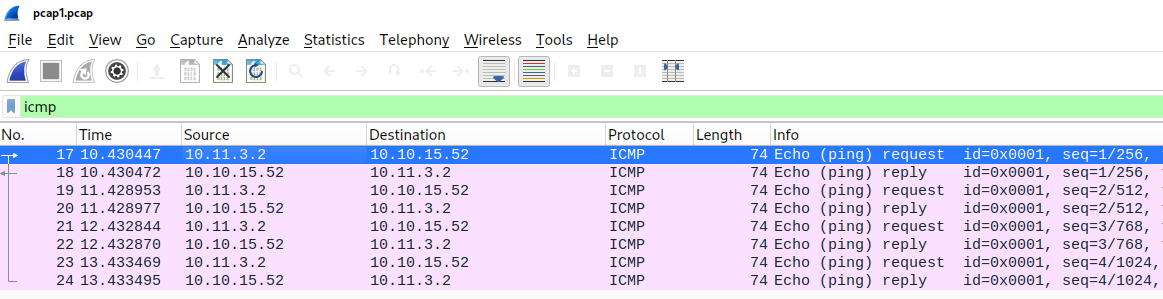 pcap1.pcap
File Edit View Go Capture Analyze Statistics Telephony Wireless Tools Help
icmp
No. Time Source Destination Protocol Length Info
17 10.430447 10.11.3.2 10.10.15.52 ICMP 74 Echo (ping) request id=0x0001, seq=1/256,
18 10.430472 10.10.15.52 10.11.3.2 ICMP 74 Echo (ping) reply id=0x0001, seq=1/256,
19 11.428953 10.11.3.2 10.10.15.52 ICMP 74 Echo (ping) request id=0x0001, seq=2/512,
20 11.428977 10.10.15.52 10.11.3.2 ICMP 74 Echo (ping) reply id=0x0001, seq=2/512,
21 12.432844 10.11.3.2 10.10.15.52 ICMP 74 Echo (ping) request id=0x0001, seq=3/768,
22 12.432870 10.10.15.52 10.11.3.2 ICMP 74 Echo (ping) reply id=0x0001, seq=3/768,
23 13.433469 10.11.3.2 10.10.15.52 ICMP 74 Echo (ping) request id=0x0001, seq=4/1024,
24 13.433495 10.10.15.52 10.11.3.2 ICMP 74 Echo (ping) reply id=0x0001, seq=4/1024,